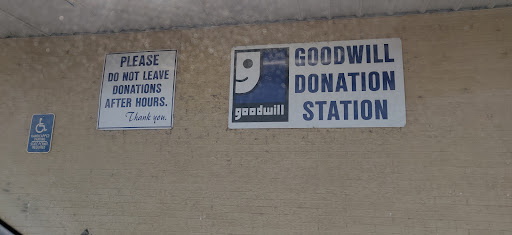 PLEASE
DO NOT LEAVE
DONATIONS
AFTER HOURS.
Thank you.
g
goodwill
GOODWILL
DONATION
STATION